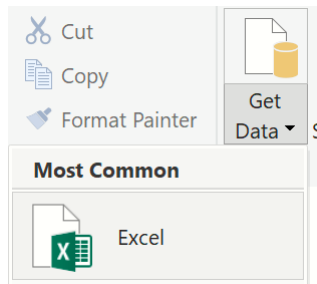 Cut
Copy
Format Painter
Get
Data
Most Common
Excel